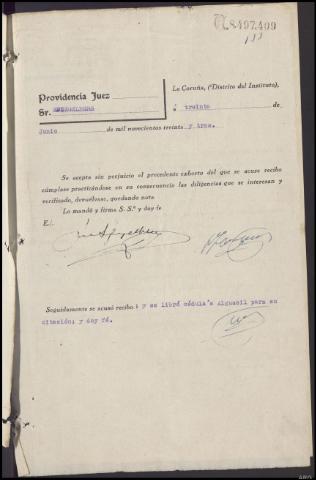 C8.497.409
La Coruña, (Distrito del Instituto),
Providencia Juez
Sr.
á treinta de
Junio de mil novecientos treinta y tres.
Se acepta sin perjuicio el precedente exhorto del que se acuse recibo
cúmplase practicándose en su consecuencia las diligencias que se interesan y
verificado, devuélvase, quedando nota
Lo mandó y firma S. S.ª y doy fe
E/.
Seguidamente se acusó recibo: y se libró cédula a Alguacil para su
citación; y doy fé.